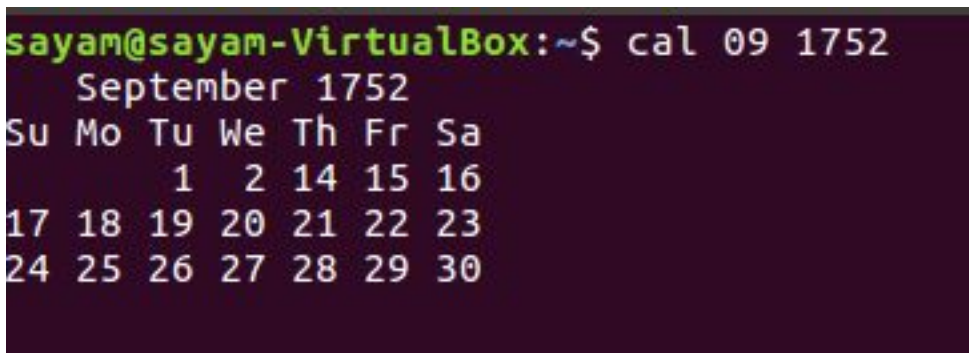 sayam@sayam-VirtualBox:~$ cal 09 1752
September 1752
Su Mo Tu We Th Fr Sa
1 2 14 15 16
17 18 19 20 21 22 23
24 25 26 27 28 29 30